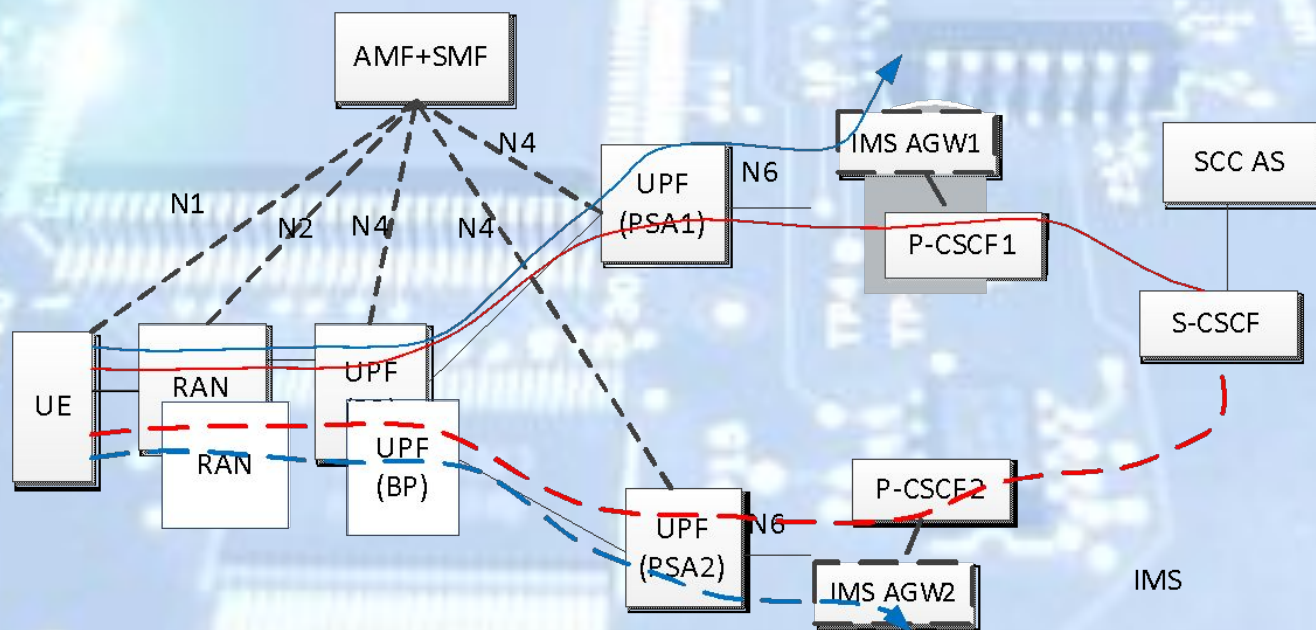 AMF+SMF
N4
IMS AGW1
SCC AS
UPF
(PSA1)
N6
N1
N2
N4
N4
P-CSCF1
S-CSCF
UE
RAN
UPF
RAN
UPF
(BP)
P-CSCF2
UPF
(PSA2)
N6
IMS AGW2
IMS